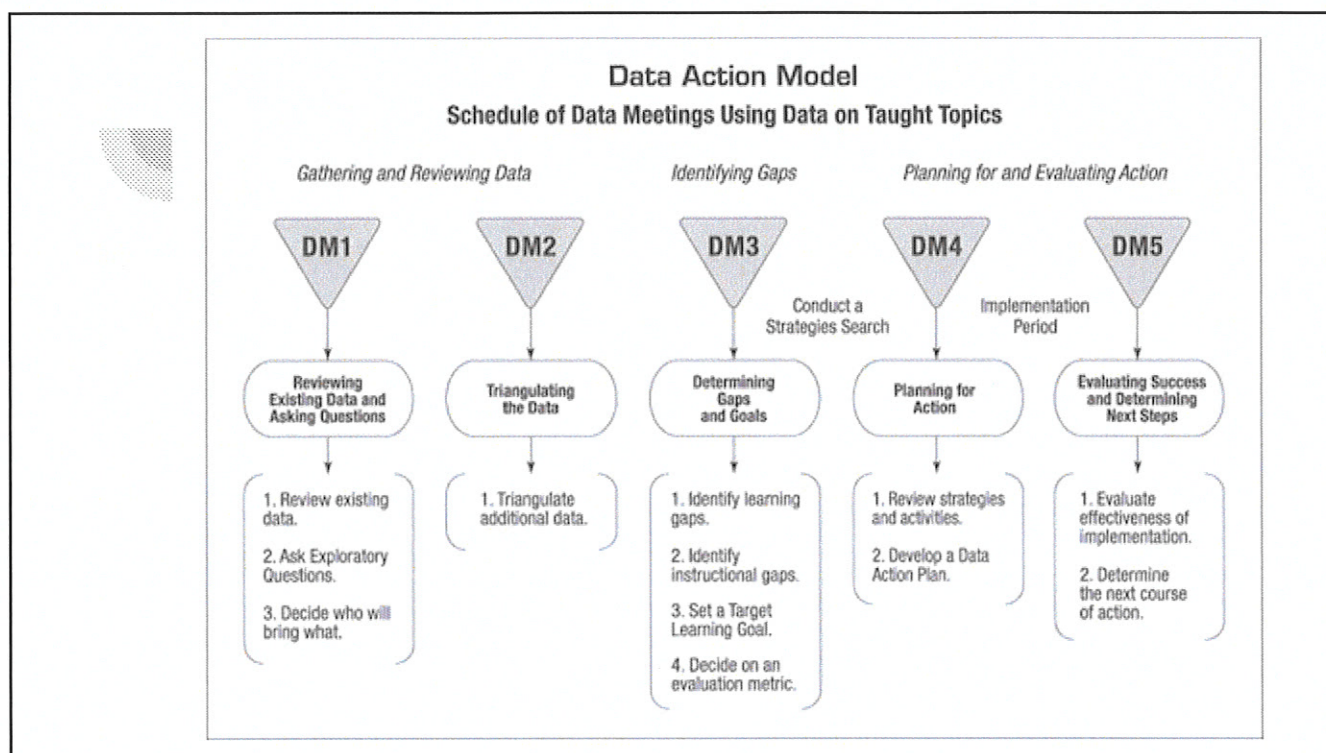 Data Action Model
Schedule of Data Meetings Using Data on Taught Topics
Gathering and Reviewing Data
Identifying Gaps
Planning for and Evaluating Action
DM1
DM2
DM3
DM4
DM5
Conduct a
Strategies Search
Implementation
Period
Reviewing
Existing Data and
Asking Questions
Triangulating
the Data
Determining
Gaps
and Goals
Planning for
Action
Evaluating Success
and Determining
Next Steps
1. Review existing
data.
2. Ask Exploratory
Questions.
3. Decide who will
bring what.
1. Triangulate
additional data.
1. Identify learning
gaps.
2. Identify
instructional gaps.
3. Set a Target
Learning Goal.
4. Decide on an
evaluation metric.
1. Review strategies
and activities.
2. Develop a Data
Action Plan.
1. Evaluate
effectiveness of
implementation.
2. Determine
the next course
of action.